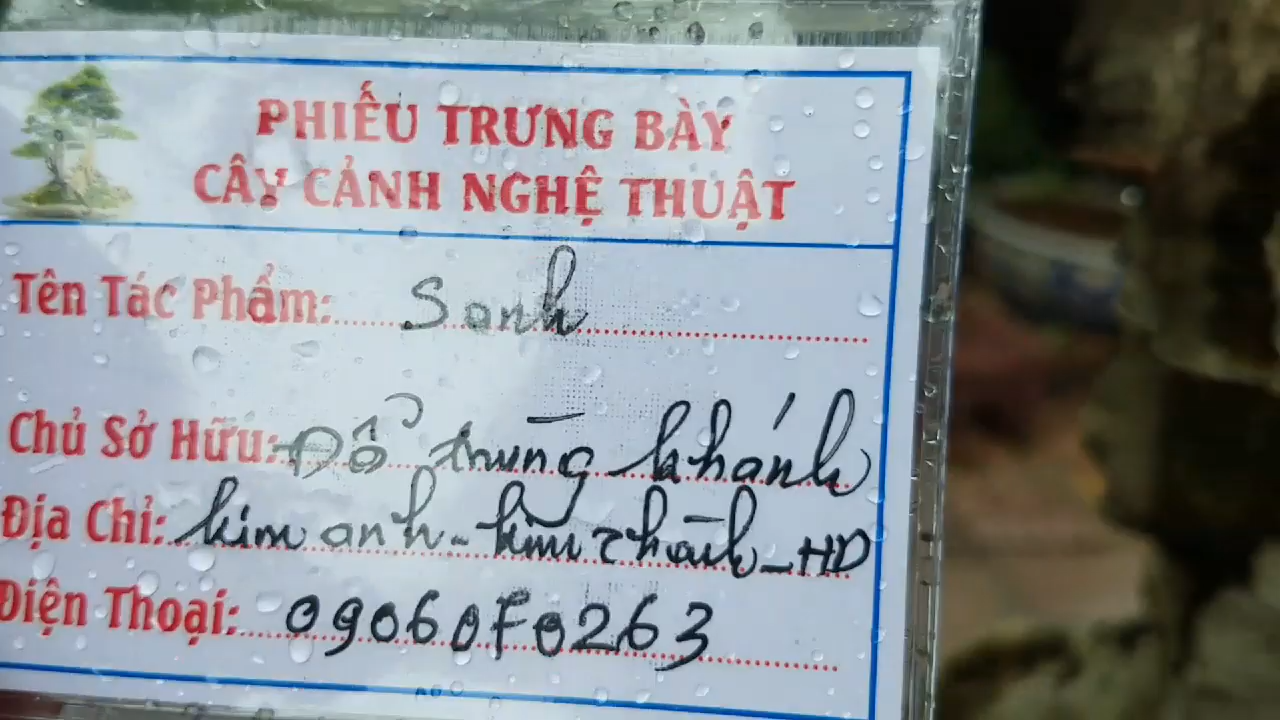 PHIẾU TRƯNG BÀY
CÂY CẢNH NGHỆ THUẬT
Tên Tác Phẩm: Sanh
Chủ Sở Hữu: Đỗ trung khánh
Địa Chỉ: kim anh - kim thành - HD
Điện Thoại: 0906070263